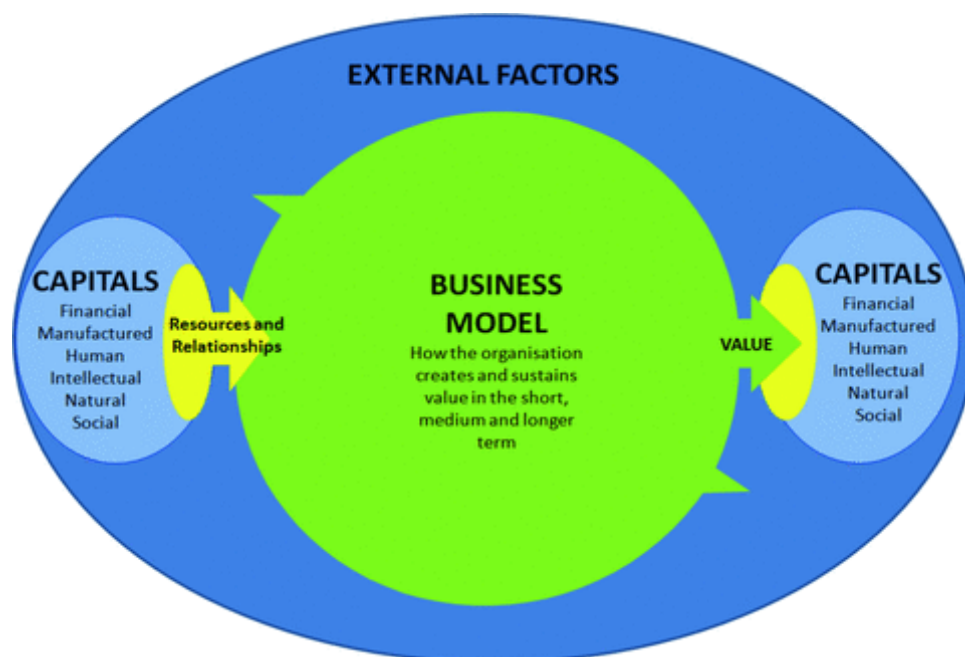 EXTERNAL FACTORS
CAPITALS
Financial
Manufactured
Human
Intellectual
Natural
Social
Resources and
Relationships
BUSINESS
MODEL
How the organisation
creates and sustains
value in the short,
medium and longer
term
VALUE
CAPITALS
Financial
Manufactured
Human
Intellectual
Natural
Social